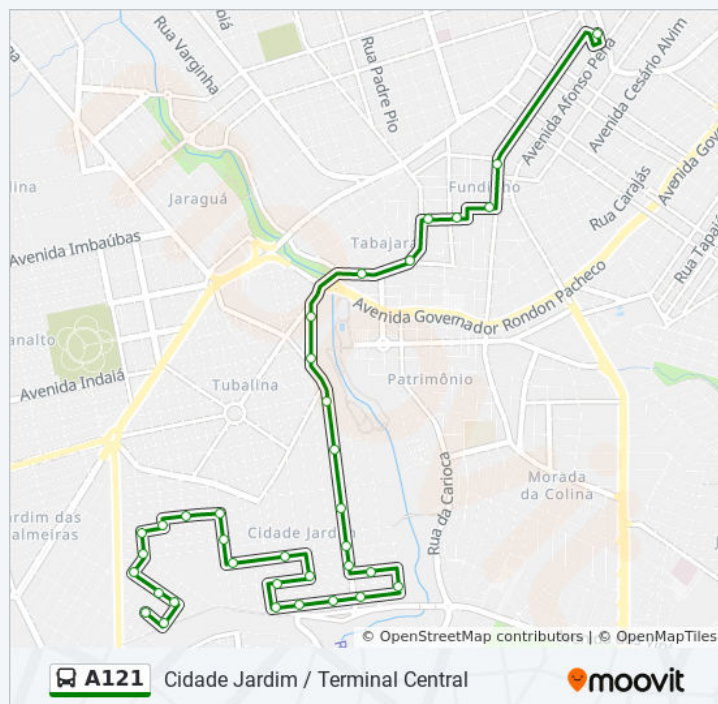 Rua Varginha
Rua Padre Pio
Avenida Afonso Pena
Avenida Cesário Alvim
Jaraguá
Fundinho
Rua Carajás
Avenida Imbaúbas
Tabajara
Avenida Governador Rondon Pacheco
Avenida Indaiá
Tubalina
Patrimônio
Rua da Carioca
Morada
da Colina
Cidade Jardim
© OpenStreetMap contributors | © OpenMapTiles
A121
Cidade Jardim / Terminal Central
moovit